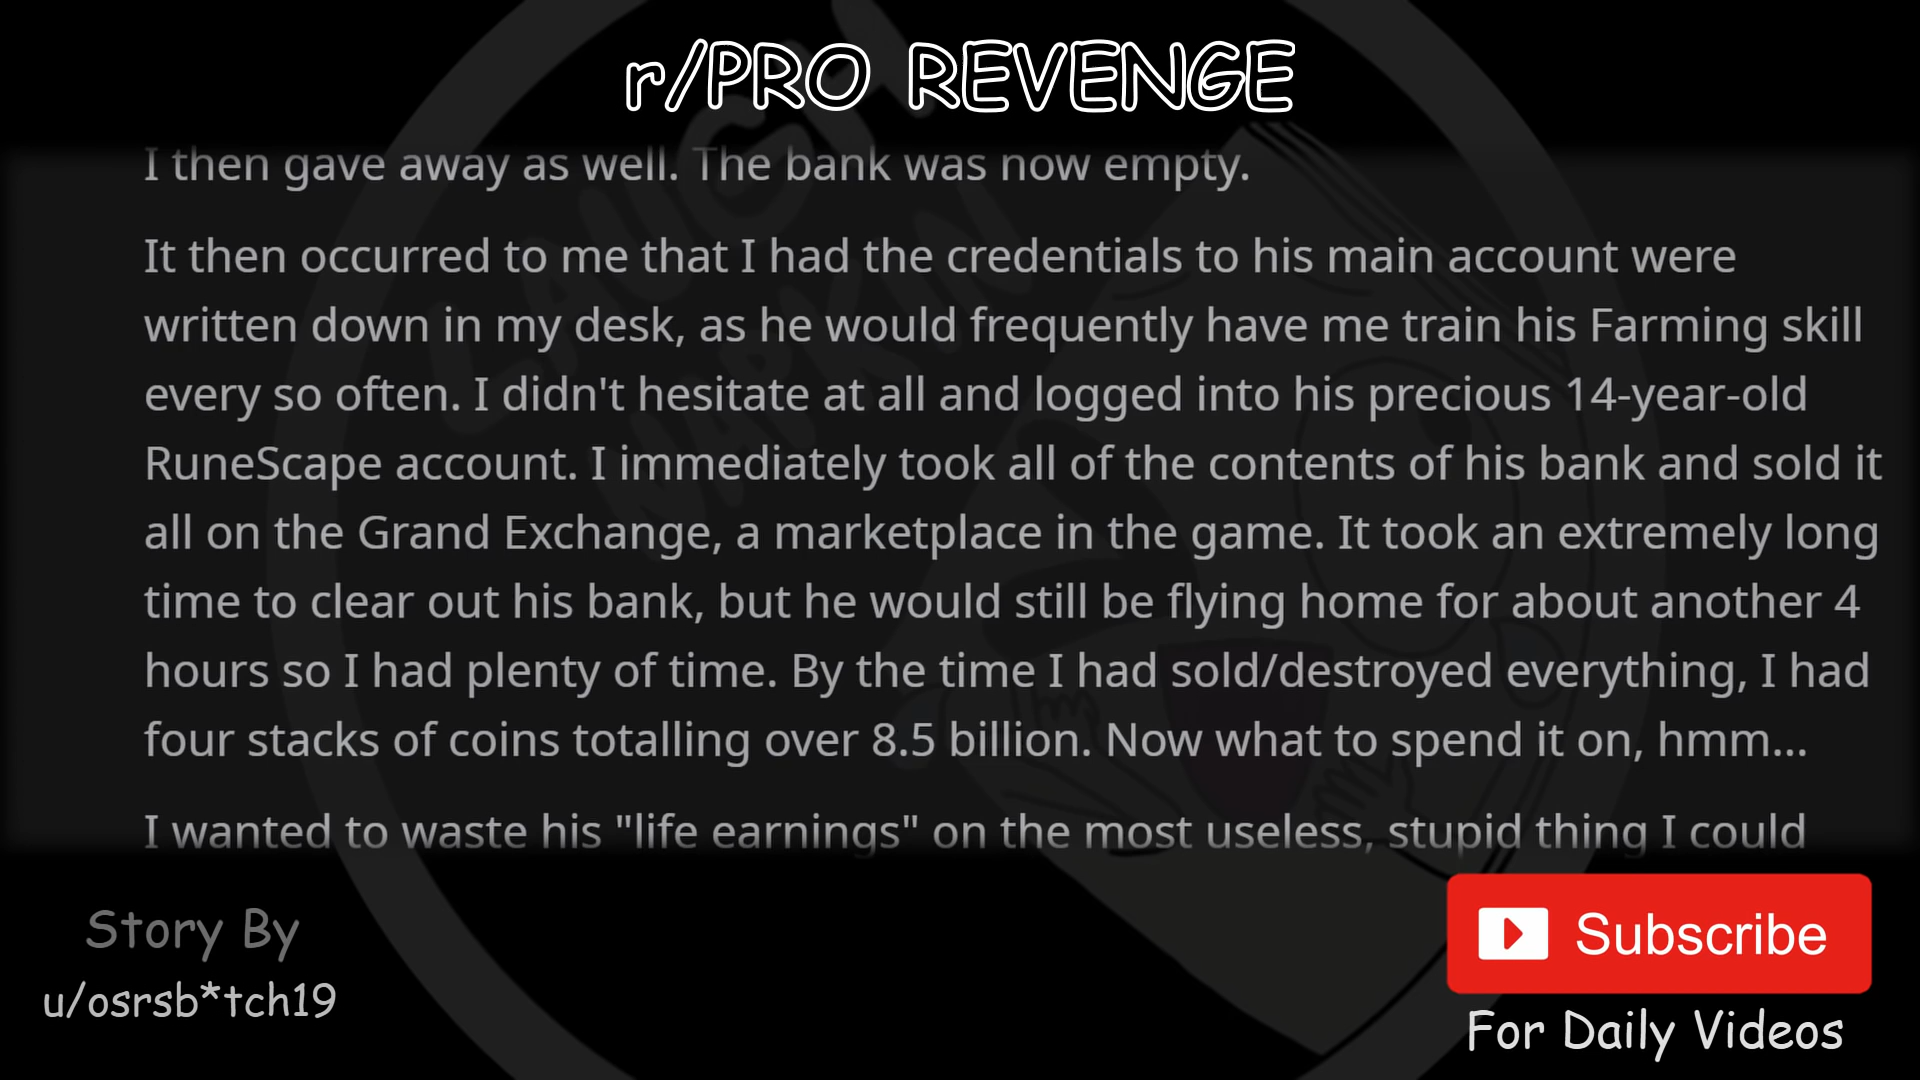 r/PRO REVENGE
I then gave away as well. The bank was now empty.
It then occurred to me that I had the credentials to his main account were
written down in my desk, as he would frequently have me train his Farming skill
every so often. I didn't hesitate at all and logged into his precious 14-year-old
RuneScape account. I immediately took all of the contents of his bank and sold it
all on the Grand Exchange, a marketplace in the game. It took an extremely long
time to clear out his bank, but he would still be flying home for about another 4
hours so I had plenty of time. By the time I had sold/destroyed everything, I had
four stacks of coins totalling over 8.5 billion. Now what to spend it on, hmm...
I wanted to waste his "life earnings" on the most useless, stupid thing I could
Story By
u/osrsb*tch19
Subscribe
For Daily Videos
LAUGH
NAPKIN